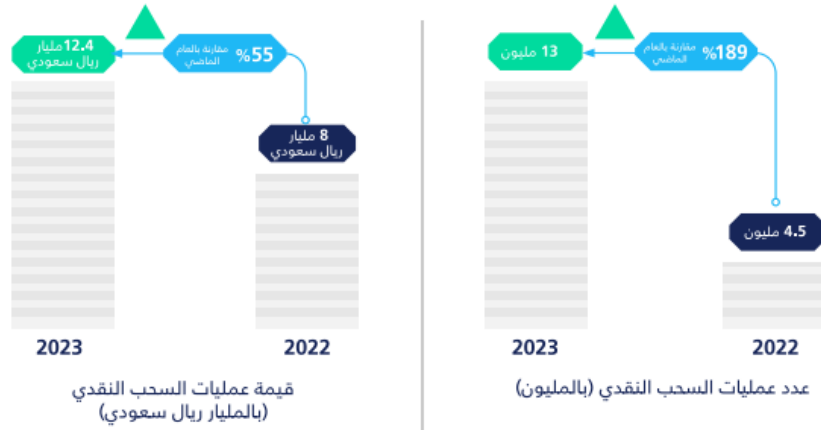 13 مليون
%189 مقارنة بالعام
الماضي
4.5 مليون
2023
2022
عدد عمليات السحب النقدي (بالمليون)
12.4 مليار
ريال سعودي
%55 مقارنة بالعام
الماضي
8 مليار
ريال سعودي
2023
2022
قيمة عمليات السحب النقدي
(بالمليار ريال سعودي)